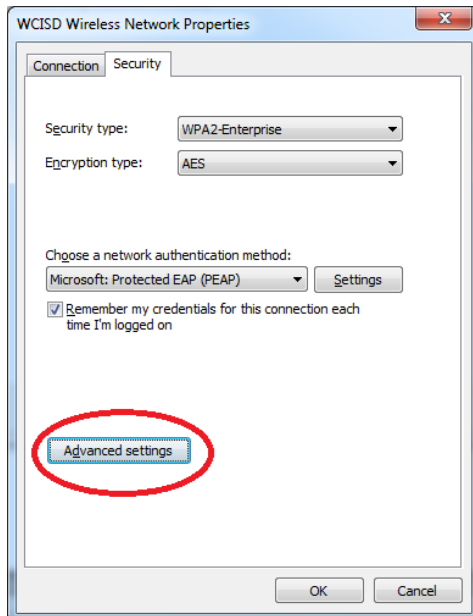 WCISD Wireless Network Properties
Connection
Security
Security type:
WPA2-Enterprise
Encryption type:
AES
Choose a network authentication method:
Microsoft: Protected EAP (PEAP)
Settings
Remember my credentials for this connection each
time I'm logged on
Advanced settings
OK
Cancel